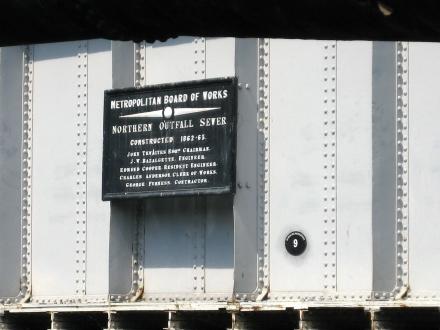 METROPOLITAN BOARD OF WORKS
NORTHERN OUTFALL SEWER
CONSTRUCTED 1862-63.
JOHN THWAITES ESQRE CHAIRMAN.
J.W. BAZALGETTE, ENGINEER.
EDMUND COOPER RESIDENT ENGINEER.
CHARLES ANDERSON CLERK OF WORKS.
GEORGE FURNESS, CONTRACTOR.
9